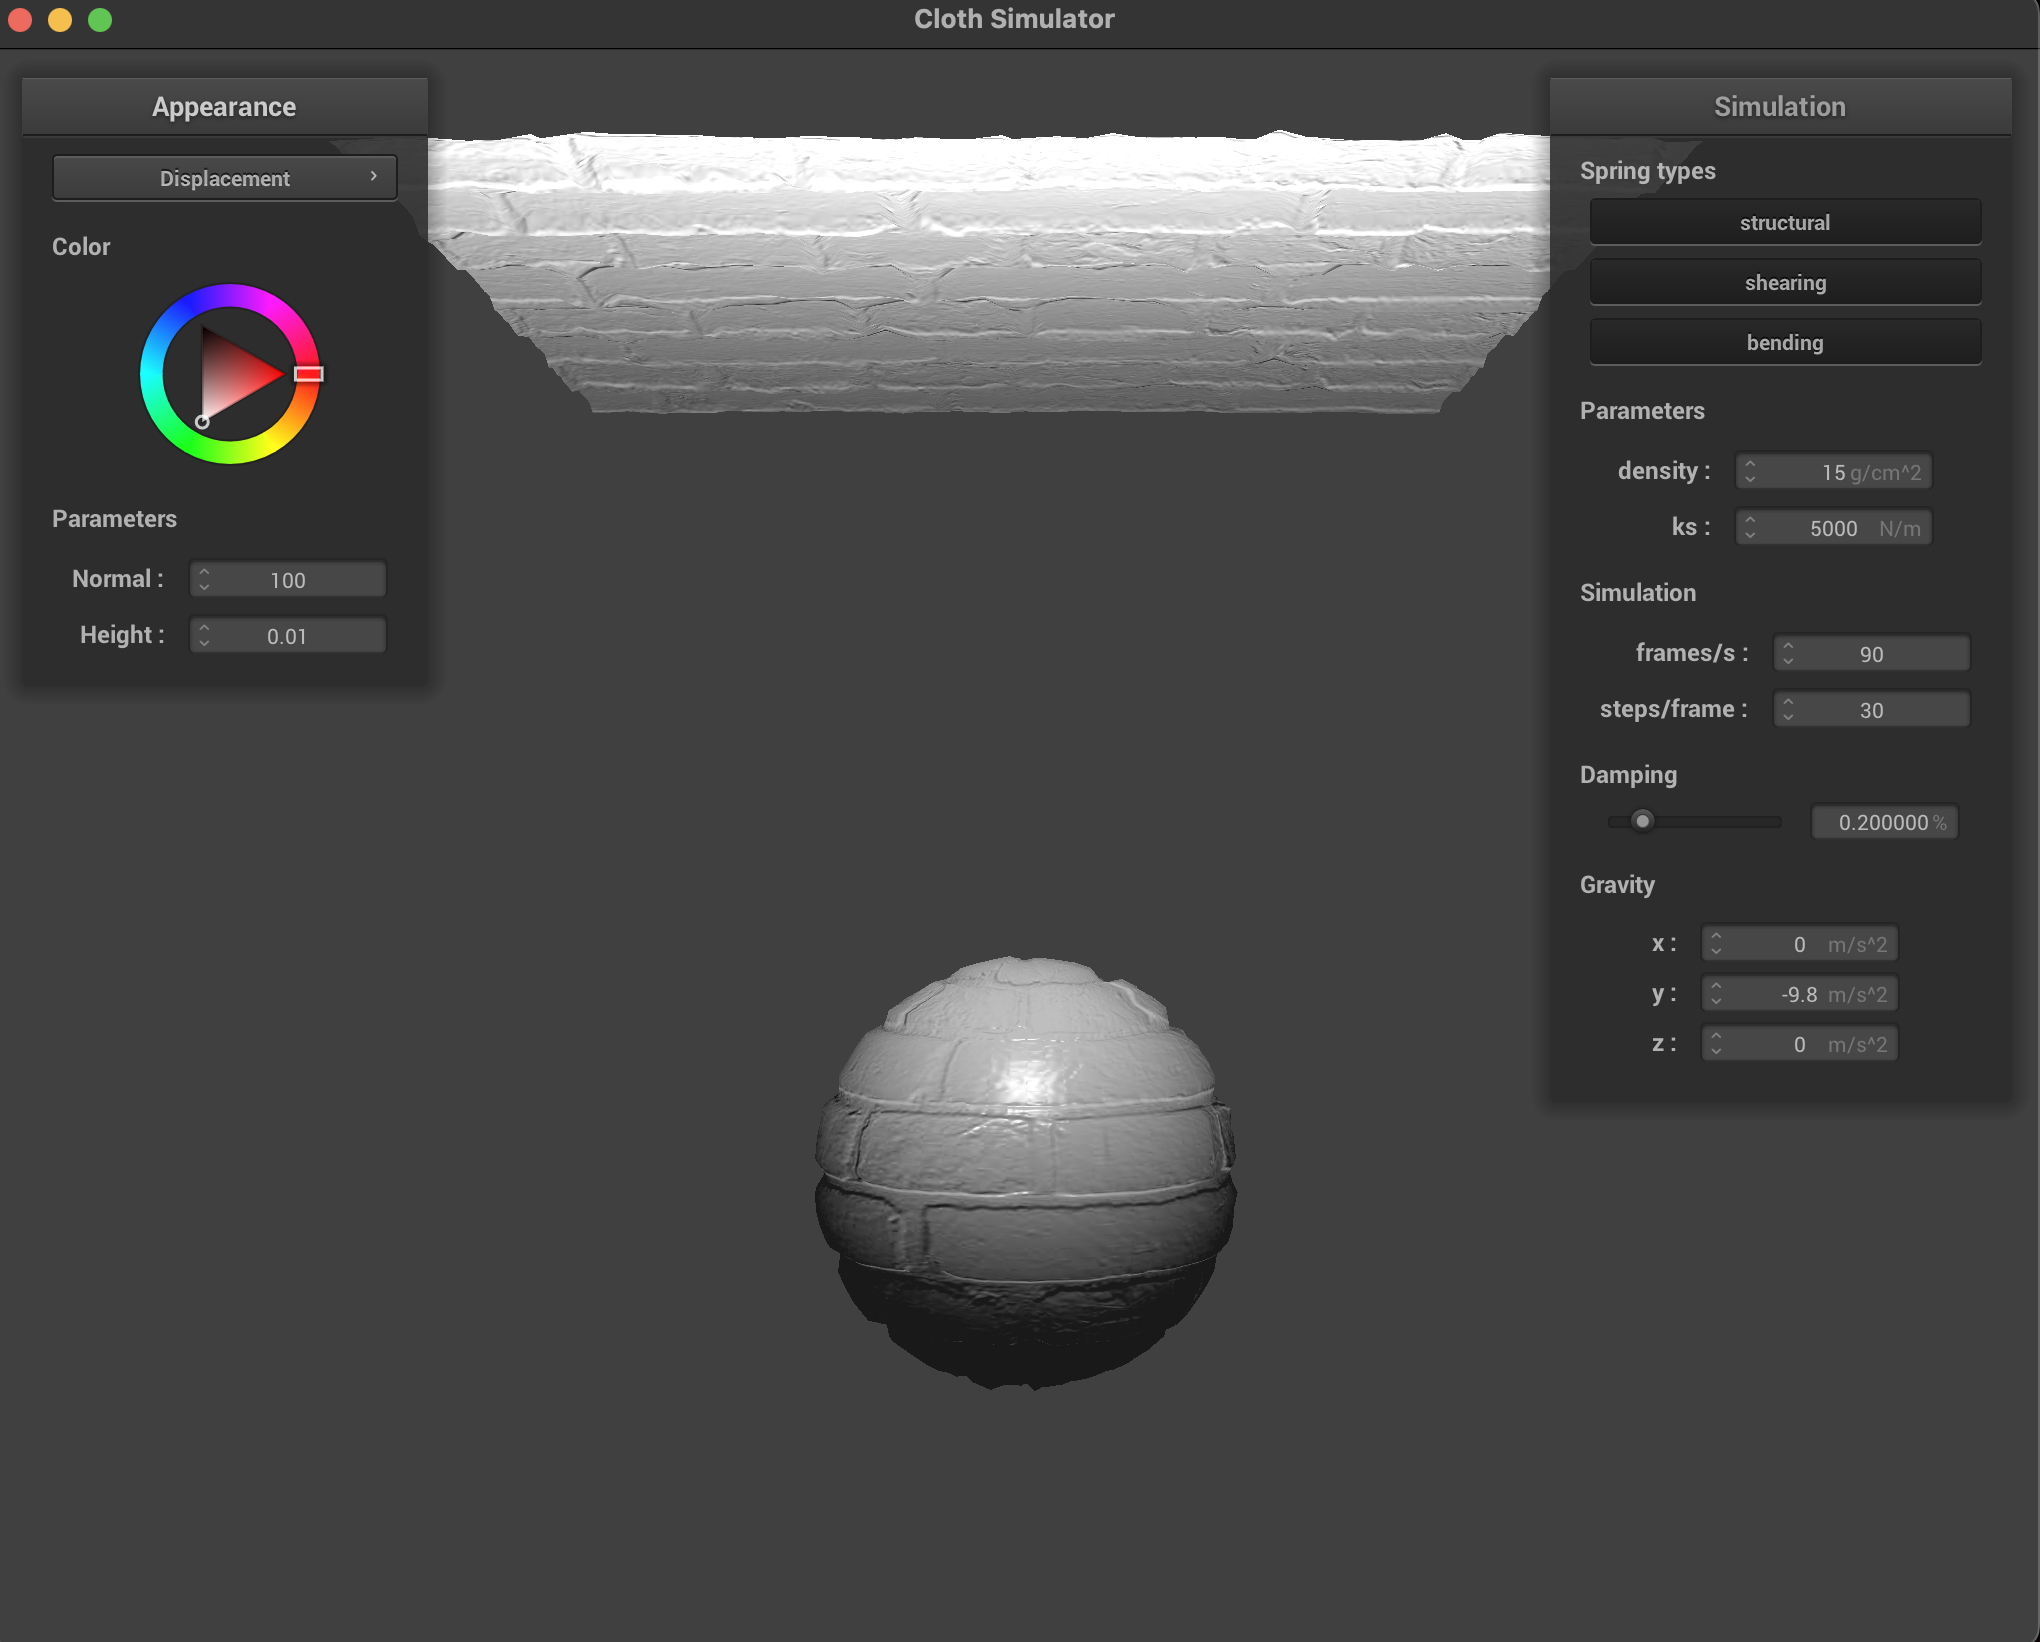 Cloth Simulator
Appearance
Displacement
Color
Parameters
Normal : 100
Height : 0.01
Simulation
Spring types
structural
shearing
bending
Parameters
density : 15 g/cm^2
ks : 5000 N/m
Simulation
frames/s : 90
steps/frame : 30
Damping
0.200000 %
Gravity
x : 0 m/s^2
y : -9.8 m/s^2
z : 0 m/s^2